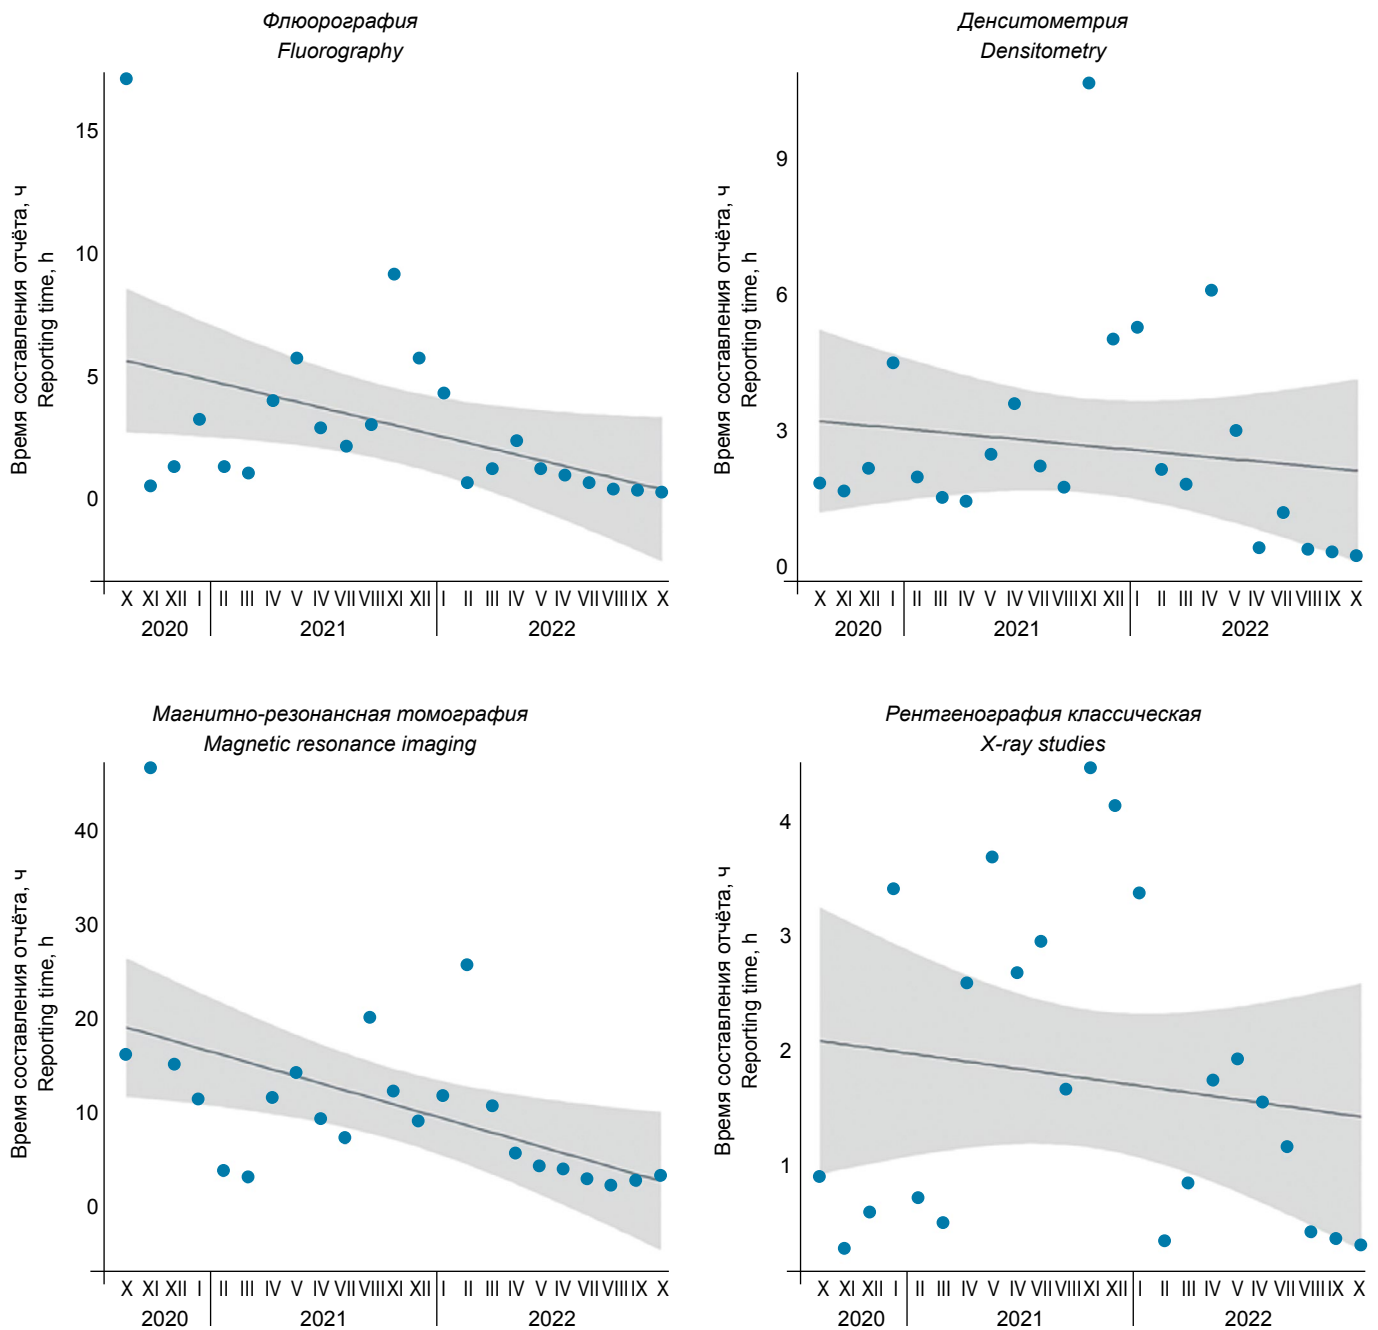 Флюорография
Fluorography
Время составления отчёта, ч
Reporting time, h
15
10
5
0
X XI XII I II III IV V IV VII VIII XI XII I II III IV V IV VII VIII IX X
2020 2021 2022
Денситометрия
Densitometry
Время составления отчёта, ч
Reporting time, h
9
6
3
0
X XI XII I II III IV V IV VII VIII XI XII I II III IV V IV VII VIII IX X
2020 2021 2022
Магнитно-резонансная томография
Magnetic resonance imaging
Время составления отчёта, ч
Reporting time, h
40
30
20
10
0
X XI XII I II III IV V IV VII VIII XI XII I II III IV V IV VII VIII IX X
2020 2021 2022
Рентгенография классическая
X-ray studies
Время составления отчёта, ч
Reporting time, h
4
3
2
1
X XI XII I II III IV V IV VII VIII XI XII I II III IV V IV VII VIII IX X
2020 2021 2022